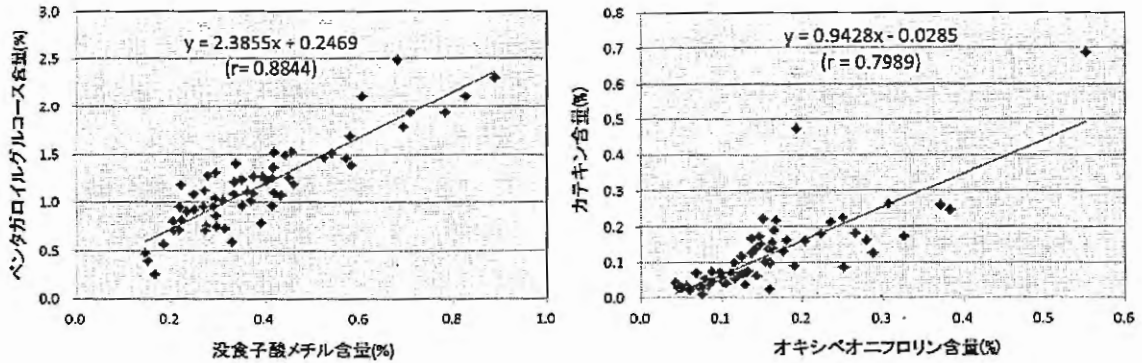 ペンタガロイルグルコース含量(%)
3.0
2.5
2.0
1.5
1.0
0.5
0.0
y = 2.3855x + 0.2469
(r= 0.8844)
0.0 0.2 0.4 0.6 0.8 1.0
没食子酸メチル含量(%)
カテキン含量(%)
0.8
0.7
0.6
0.5
0.4
0.3
0.2
0.1
0.0
y = 0.9428x - 0.0285
(r = 0.7989)
0.0 0.1 0.2 0.3 0.4 0.5 0.6
オキシペオニフロリン含量(%)